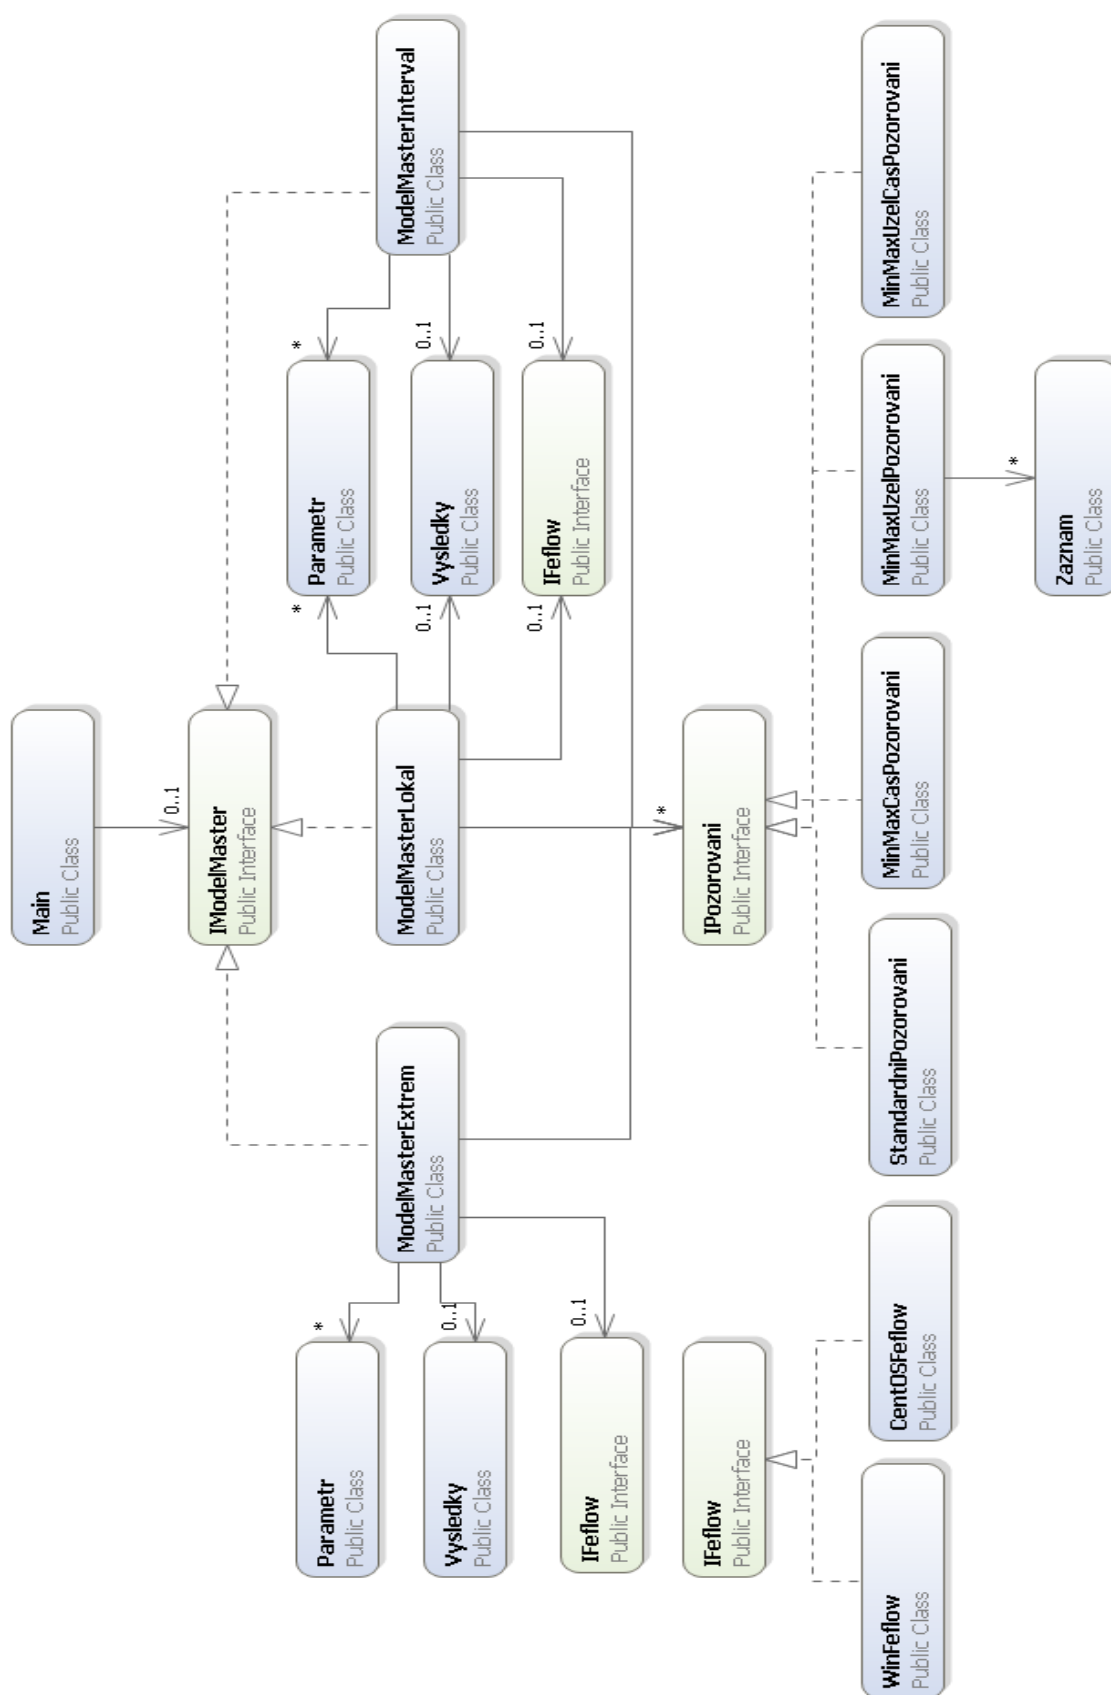 Main
Public Class
0..1
IModelMaster
Public Interface
ModelMasterExtrem
Public Class
ModelMasterLokal
Public Class
ModelMasterInterval
Public Class
*
Parametr
Public Class
0..1
Vysledky
Public Class
0..1
IFeflow
Public Interface
*
*
Parametr
Public Class
0..1
0..1
Vysledky
Public Class
0..1
0..1
IFeflow
Public Interface
IFeflow
Public Interface
*
IPozorovani
Public Interface
WinFeflow
Public Class
CentOSFeflow
Public Class
StandardniPozorovani
Public Class
MinMaxCasPozorovani
Public Class
MinMaxUzelPozorovani
Public Class
MinMaxUzelCasPozorovani
Public Class
*
Zaznam
Public Class